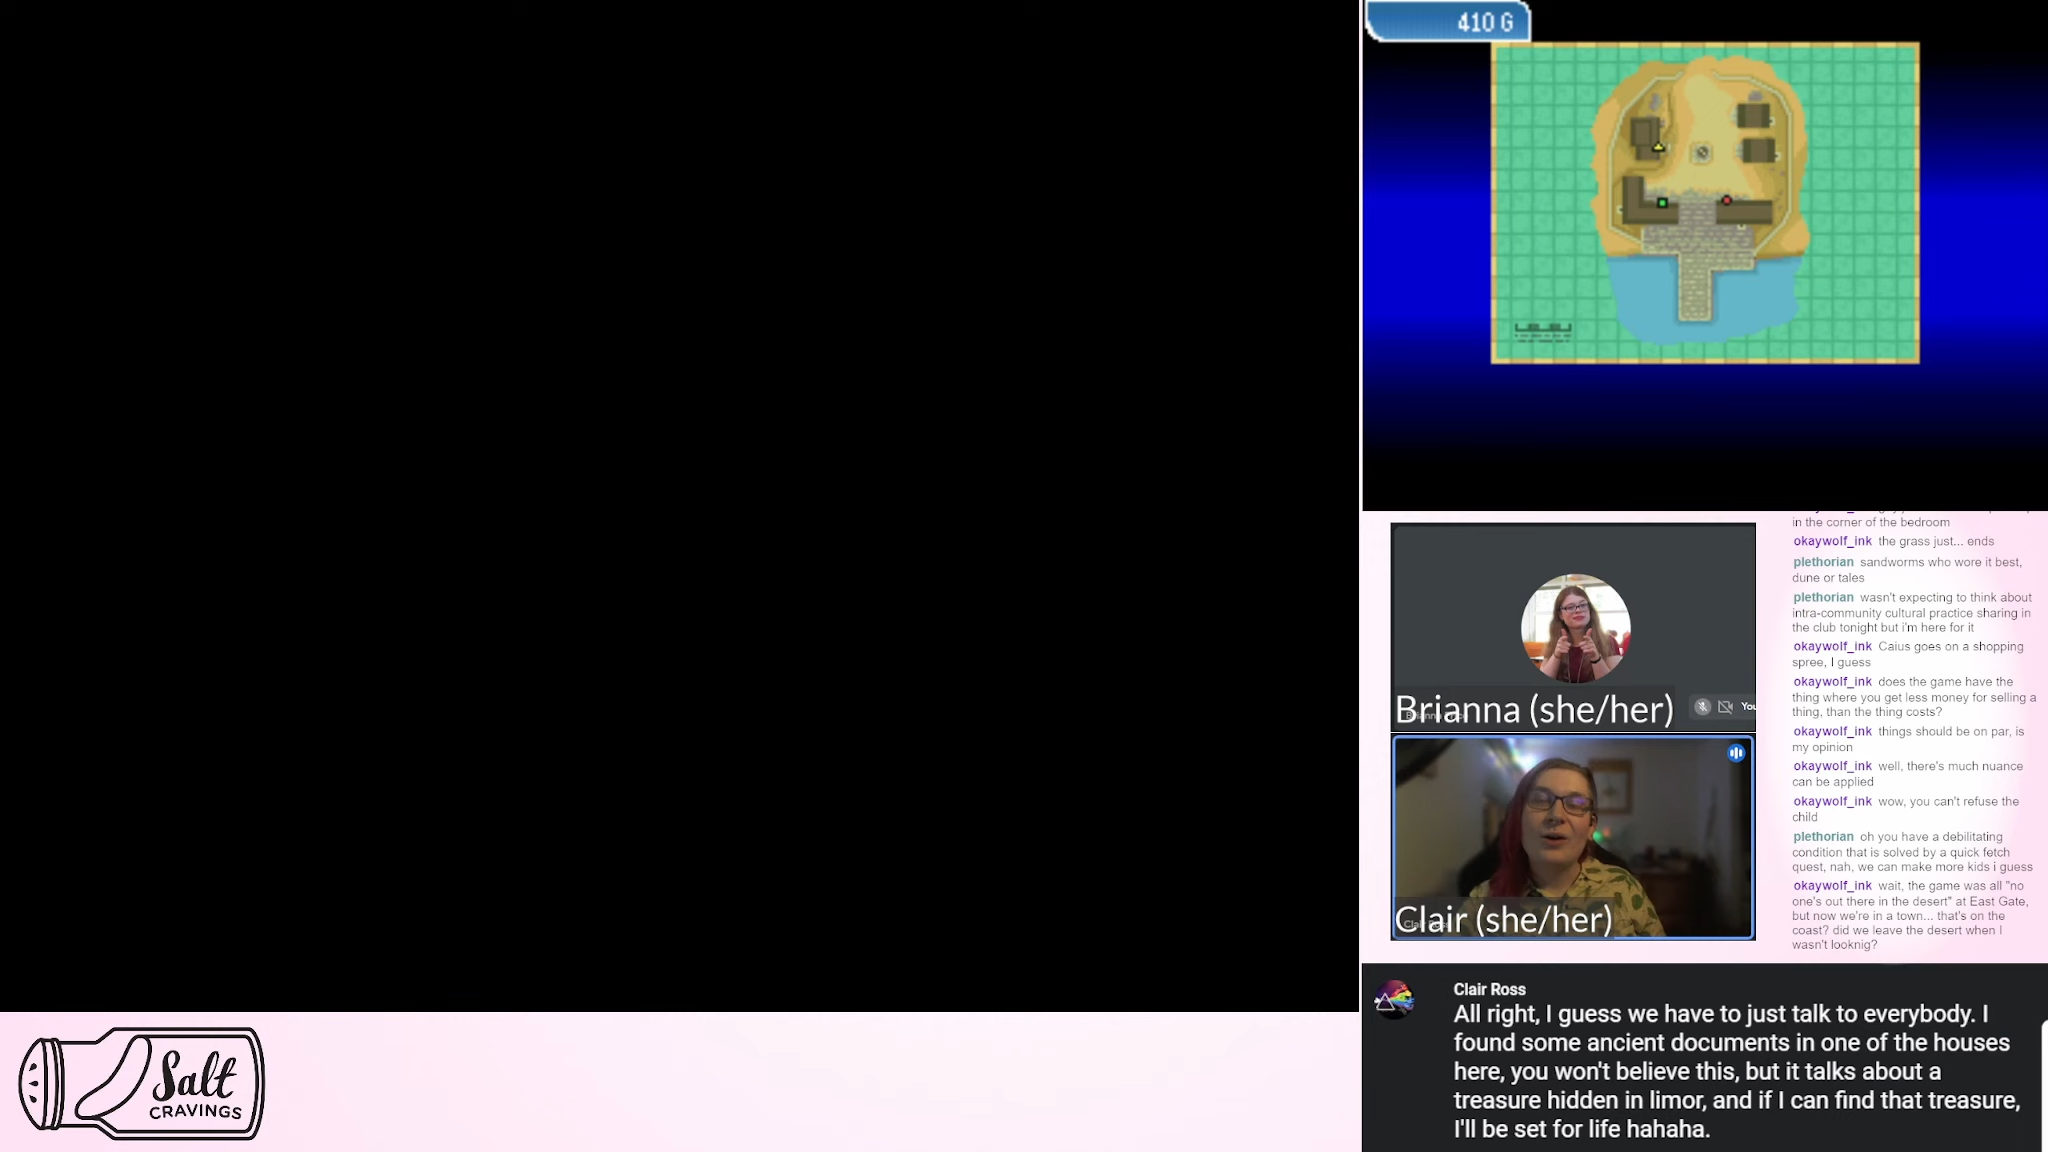 410 G
in the corner of the bedroom
okaywolf_ink the grass just... ends
plethorian sandworms who wore it best,
dune or tales
plethorian wasn't expecting to think about
intra-community cultural practice sharing in
the club tonight but i'm here for it
okaywolf_ink Caius goes on a shopping
spree, I guess
okaywolf_ink does the game have the
thing where you get less money for selling a
thing, than the thing costs?
okaywolf_ink things should be on par, is
my opinion
okaywolf_ink well, there's much nuance
can be applied
okaywolf_ink wow, you can't refuse the
child
plethorian oh you have a debilitating
condition that is solved by a quick fetch
quest, nah, we can make more kids i guess
okaywolf_ink wait, the game was all "no
one's out there in the desert" at East Gate,
but now we're in a town... that's on the
coast? did we leave the desert when I
wasn't looknig?
Brianna (she/her)
You
Clair (she/her)
Clair Ross
All right, I guess we have to just talk to everybody. I
found some ancient documents in one of the houses
here, you won't believe this, but it talks about a
treasure hidden in limor, and if I can find that treasure,
I'll be set for life hahaha.
Salt
CRAVINGS